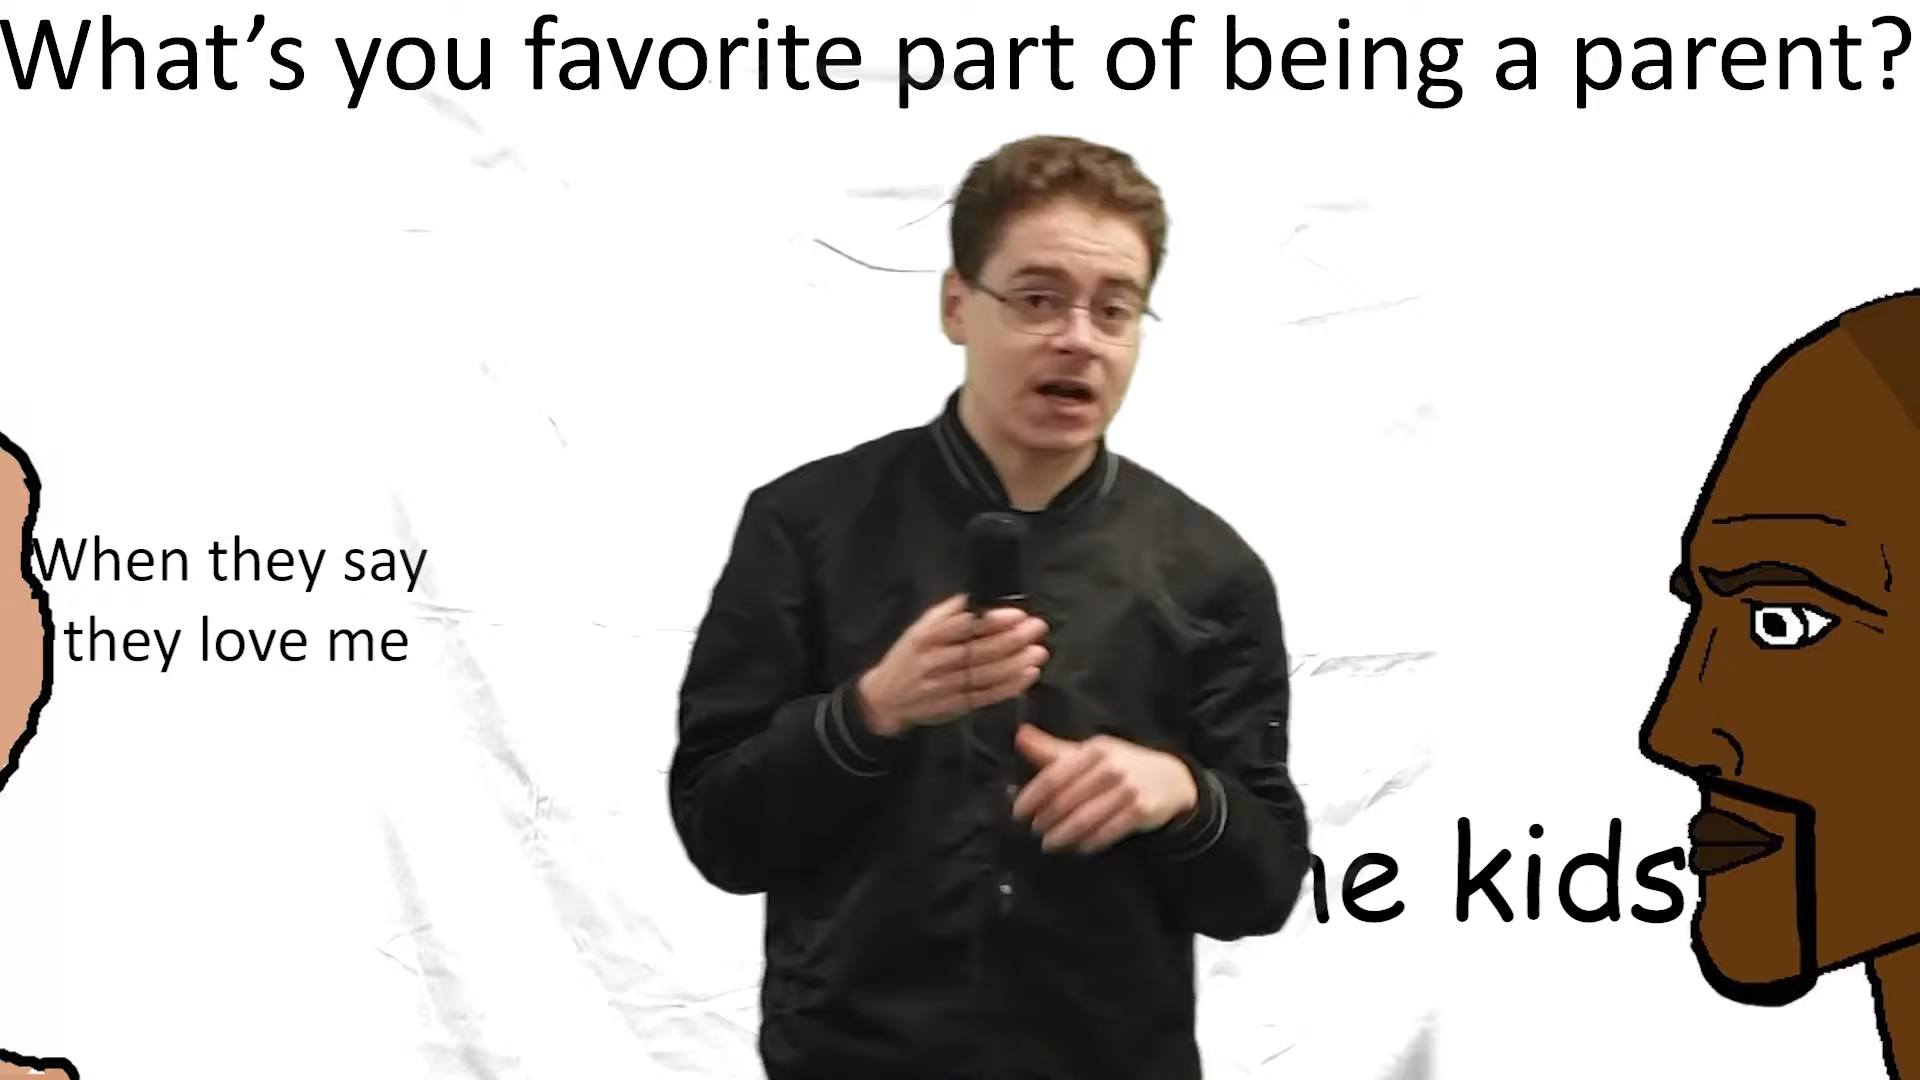 What’s you favorite part of being a parent?
When they say
they love me
kids